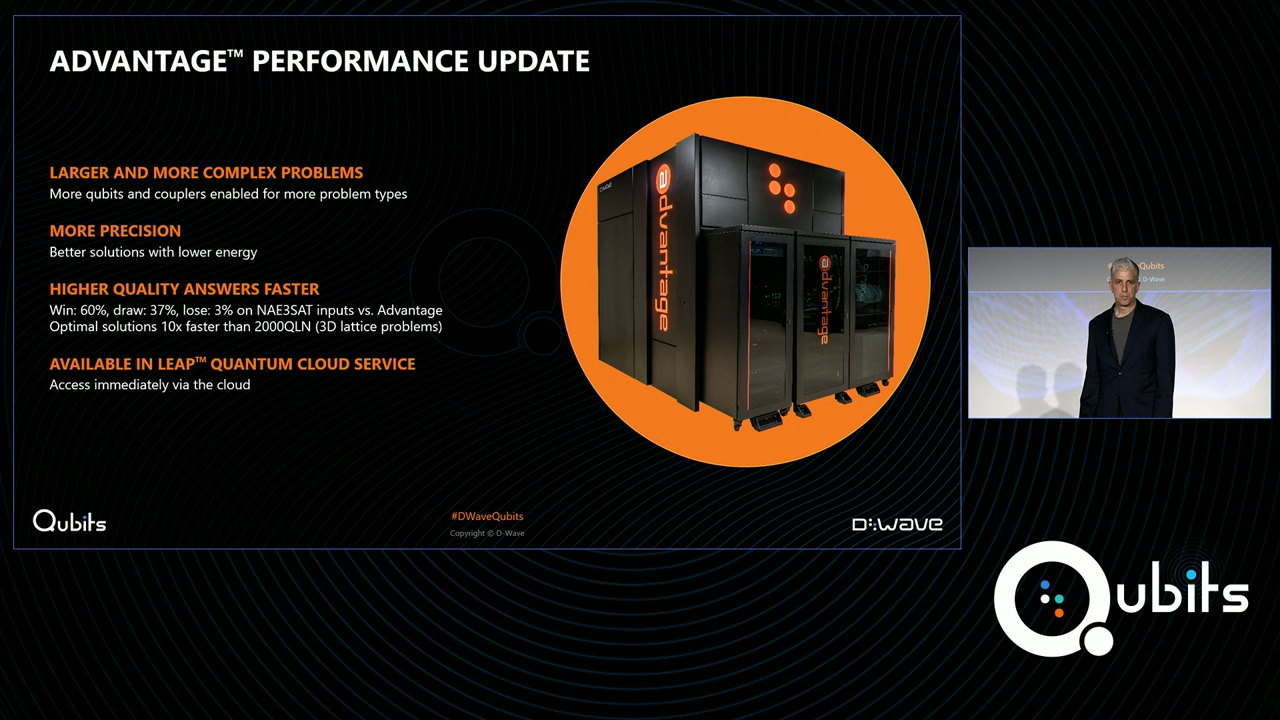 ADVANTAGE™ PERFORMANCE UPDATE
LARGER AND MORE COMPLEX PROBLEMS
More qubits and couplers enabled for more problem types
MORE PRECISION
Better solutions with lower energy
HIGHER QUALITY ANSWERS FASTER
Win: 60%, draw: 37%, lose: 3% on NAE3SAT inputs vs. Advantage
Optimal solutions 10x faster than 2000QLN (3D lattice problems)
AVAILABLE IN LEAP™ QUANTUM CLOUD SERVICE
Access immediately via the cloud
advantage
advantage
Qubits
#DWaveQubits
Copyright © D-Wave
D:wave
Qubits
D-Wave
Qubits